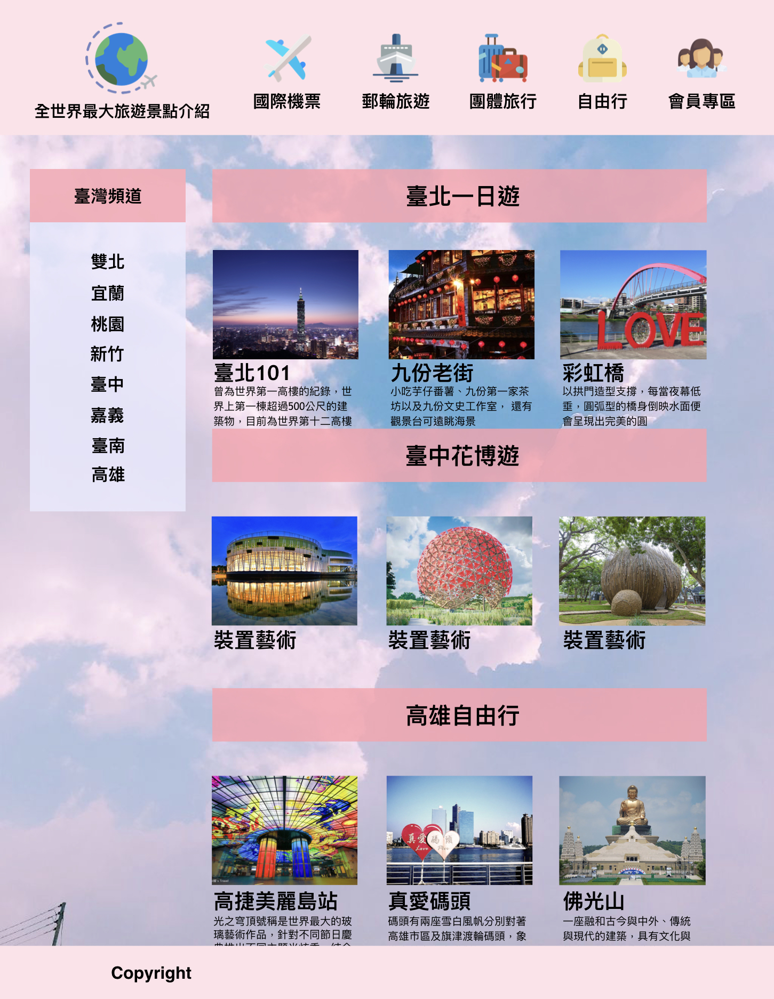 全世界最大旅遊景點介紹
國際機票
郵輪旅遊
團體旅行
自由行
會員專區
臺灣頻道
雙北
宜蘭
桃園
新竹
臺中
嘉義
臺南
高雄
臺北一日遊
LOVE
臺北101
曾為世界第一高樓的紀錄，世
界上第一棟超過500公尺的建
築物，目前為世界第十二高樓
九份老街
小吃芋仔番薯、九份第一家茶
坊以及九份文史工作室， 還有
觀景台可遠眺海景
彩虹橋
以拱門造型支撐，每當夜幕低
垂，圓弧型的橋身倒映水面便
會呈現出完美的圓
臺中花博遊
裝置藝術
裝置藝術
裝置藝術
高雄自由行
真愛碼頭
Love Pier
高捷美麗島站
光之穹頂號稱是世界最大的玻
璃藝術作品，針對不同節日慶
真愛碼頭
碼頭有兩座雪白風帆分別對著
高雄市區及旗津渡輪碼頭，象
佛光山
一座融和古今與中外、傳統
與現代的建築，具有文化與
Copyright